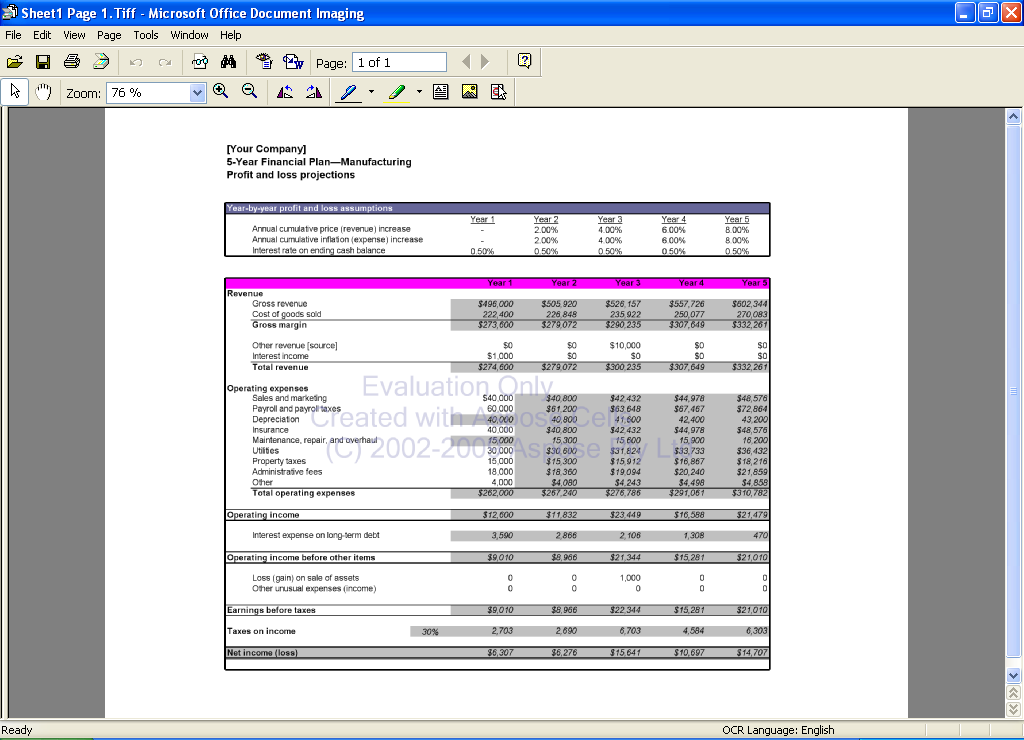 Sheet1 Page 1.Tiff - Microsoft Office Document Imaging
File Edit View Page Tools Window Help
Page: 1 of 1
Zoom: 76 %
[Your Company]
5-Year Financial Plan—Manufacturing
Profit and loss projections
Year-by-year profit and loss assumptions
Year 1 Year 2 Year 3 Year 4 Year 5
Annual cumulative price (revenue) increase - 2.00% 4.00% 6.00% 8.00%
Annual cumulative inflation (expense) increase - 2.00% 4.00% 6.00% 8.00%
Interest rate on ending cash balance 0.50% 0.50% 0.50% 0.50% 0.50%
Year 1 Year 2 Year 3 Year 4 Year 5
Revenue
Gross revenue $496,000 $505,920 $526,157 $557,726 $602,344
Cost of goods sold 222,400 226,848 235,922 250,077 270,083
Gross margin $273,600 $279,072 $290,235 $307,649 $332,261
Other revenue [source] $0 $0 $10,000 $0 $0
Interest income $1,000 $0 $0 $0 $0
Total revenue $274,600 $279,072 $300,235 $307,649 $332,261
Evaluation Only
Operating expenses
Sales and marketing $40,000 $40,800 $42,432 $44,978 $48,576
Payroll and payroll taxes 60,000 $61,200 $63,648 $67,467 $72,864
Created with Aspose Cells
Depreciation 40,000 40,800 41,600 42,400 43,200
Insurance 40,000 $40,800 $42,432 $44,978 $48,576
Maintenance, repair, and overhaul 15,000 15,300 15,600 15,900 16,200
(C) 2002-200 Aspose Pty Lt
Utilities 30,000 $30,600 $31,824 $33,733 $36,432
Property taxes 15,000 $15,300 $15,912 $16,867 $18,216
Administrative fees 18,000 $18,360 $19,094 $20,240 $21,859
Other 4,000 $4,080 $4,243 $4,498 $4,858
Total operating expenses $262,000 $267,240 $276,786 $291,061 $310,782
Operating income $12,600 $11,832 $23,449 $16,588 $21,479
Interest expense on long-term debt 3,590 2,866 2,106 1,308 470
Operating income before other items $9,010 $8,966 $21,344 $15,281 $21,010
Loss (gain) on sale of assets 0 0 1,000 0 0
Other unusual expenses (income) 0 0 0 0 0
Earnings before taxes $9,010 $8,966 $22,344 $15,281 $21,010
Taxes on income 30% 2,703 2,690 6,703 4,584 6,303
Net income (loss) $6,307 $6,276 $15,641 $10,697 $14,707
Ready OCR Language: English